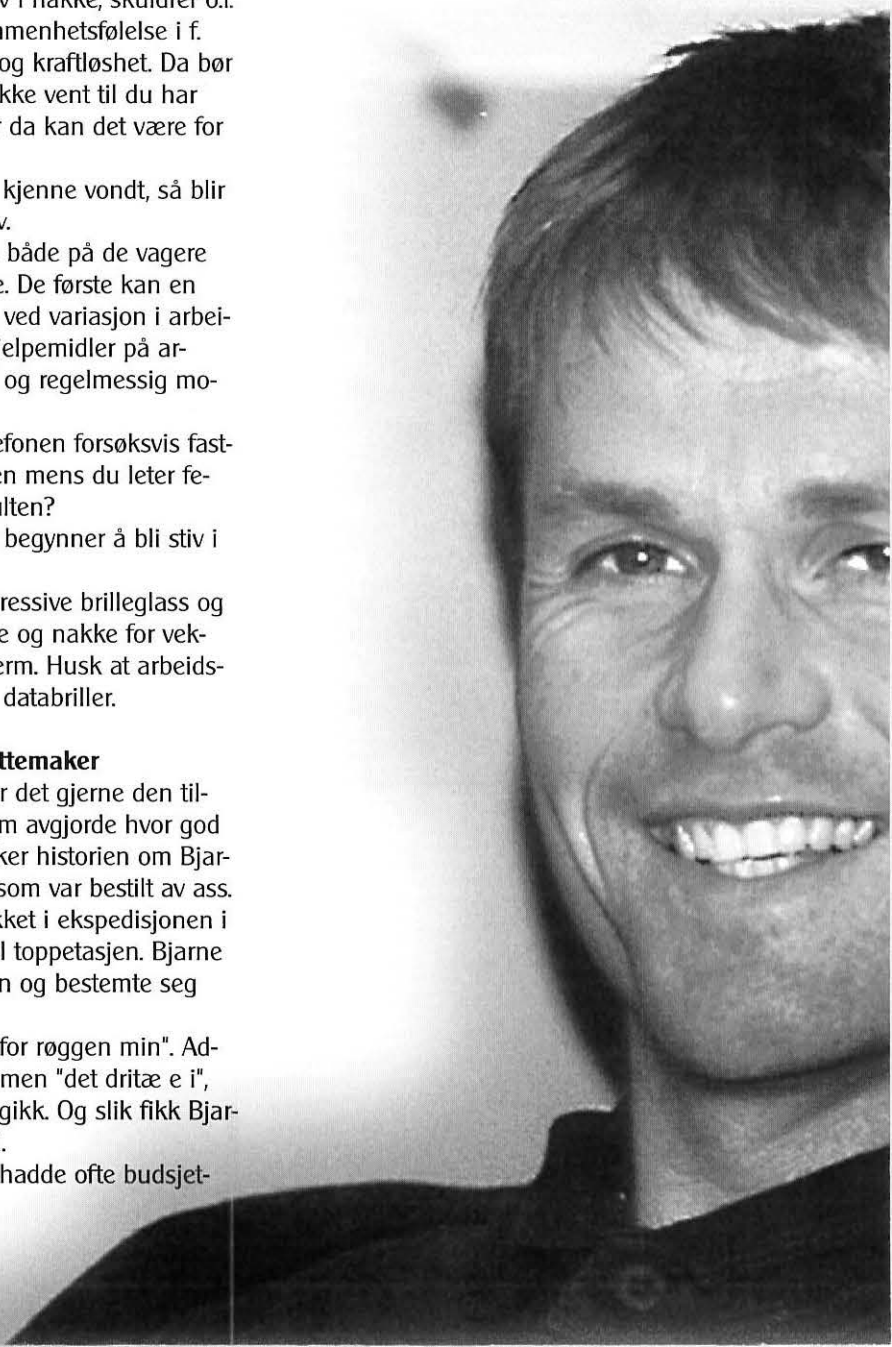 i nakke, skuldrer o.l.
mmenhetsfølelse i f.
og kraftløshet. Da bør
kke vent til du har
da kan det være for
kjenne vondt, så blir
v.
både på de vagere
e. De første kan en
ved variasjon i arbei-
elpemidler på ar-
og regelmessig mo-
efonen forsøksvis fast-
en mens du leter fe-
ulten?
begynner å bli stiv i
ressive brilleglass og
e og nakke for vek-
erm. Husk at arbeids-
databriller.
ttemaker
r det gjerne den til-
m avgjorde hvor god
ker historien om Bjar-
som var bestilt av ass.
kket i ekspedisjonen i
l toppetasjen. Bjarne
n og bestemte seg
for røggen min". Ad-
men "det dritæ e i",
gikk. Og slik fikk Bjar-
.
hadde ofte budsjet-